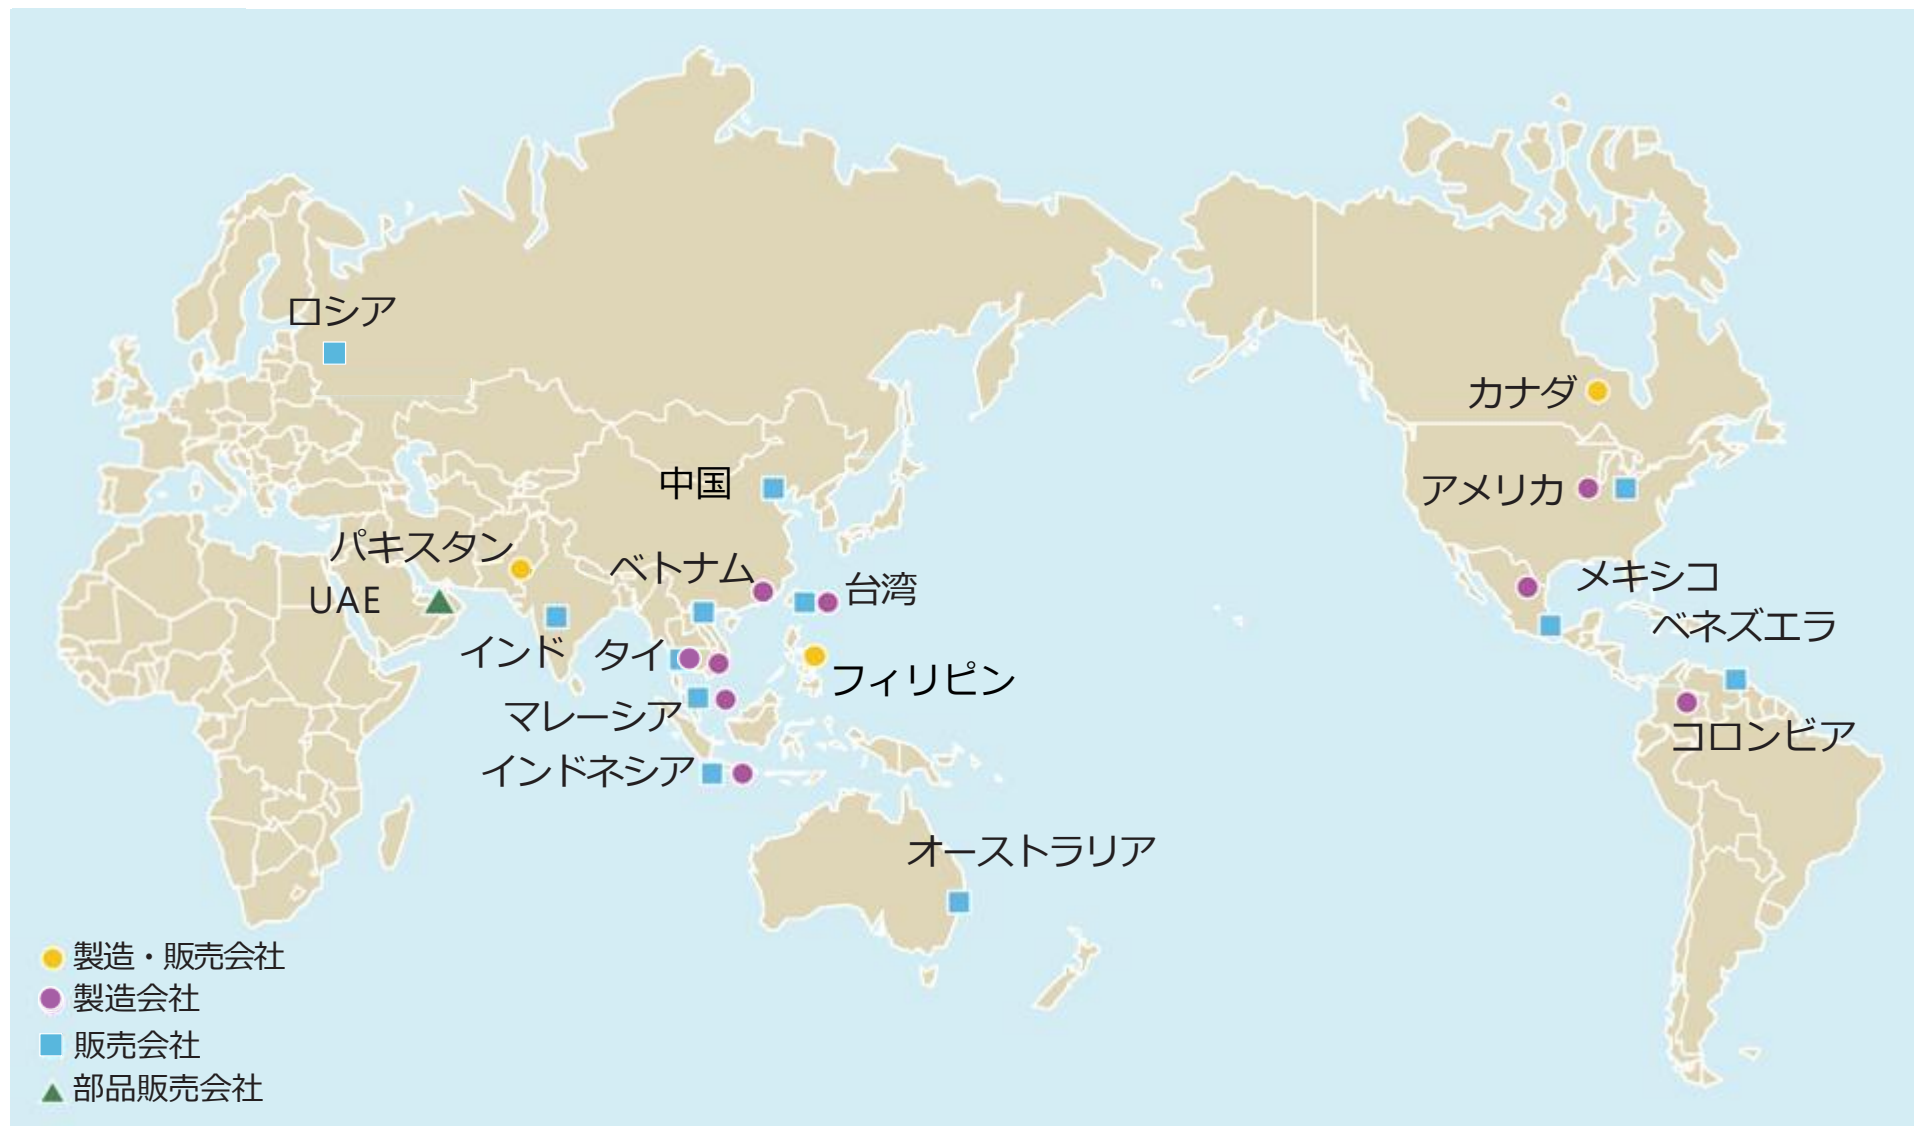 ロシア
カナダ
中国
アメリカ
パキスタン
ベトナム
メキシコ
台湾
UAE
ベネズエラ
インド
タイ
フィリピン
マレーシア
コロンビア
インドネシア
オーストラリア
製造・販売会社
製造会社
販売会社
部品販売会社